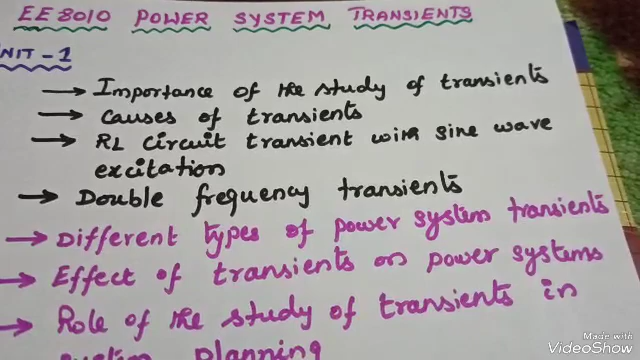 EE8010 POWER SYSTEM TRANSIENTS
UNIT-1
→ Importance of the study of transients
→ causes of transients
→ RL circuit transient with sine wave
excitation
→ Double frequency transients
→ Different types of power system transients
→ Effect of transients on power systems
→ Role of the study of transients in
system planning
Made with
VideoShow